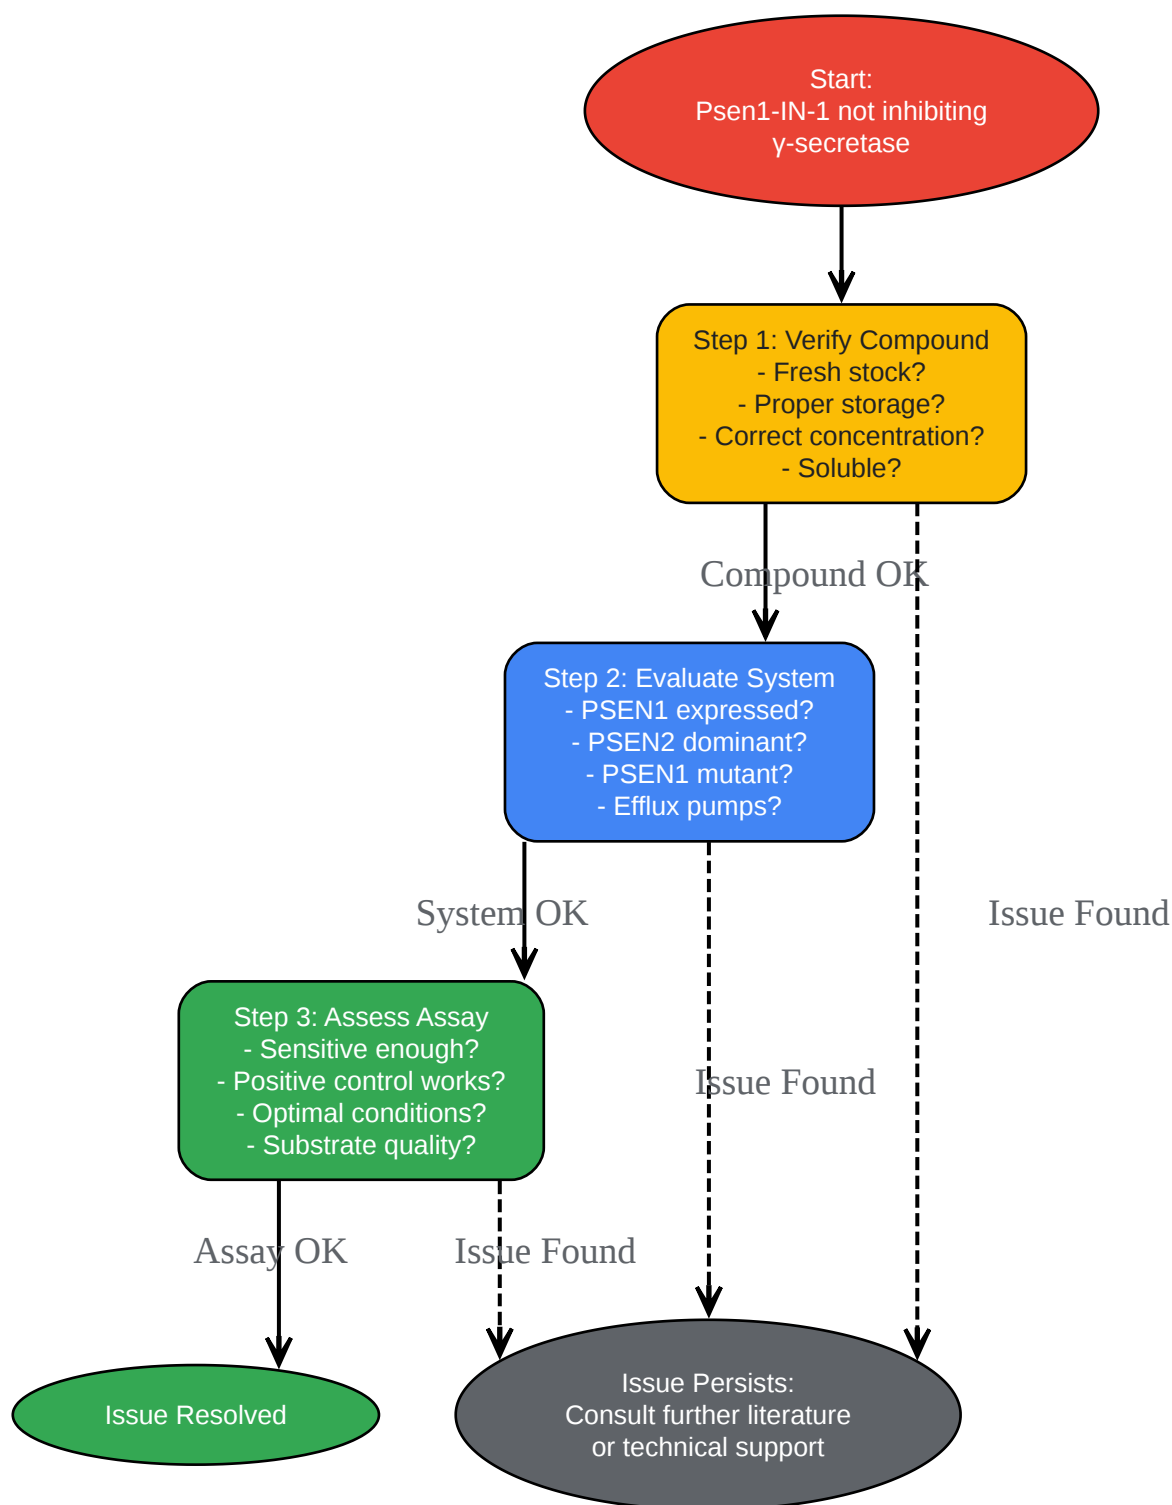 Start:
Psen1-IN-1 not inhibiting
γ-secretase
Step 1: Verify Compound
- Fresh stock?
- Proper storage?
- Correct concentration?
- Soluble?
Compound OK
Step 2: Evaluate System
- PSEN1 expressed?
- PSEN2 dominant?
- PSEN1 mutant?
- Efflux pumps?
System OK
Issue Found
Step 3: Assess Assay
- Sensitive enough?
- Positive control works?
- Optimal conditions?
- Substrate quality?
Issue Found
Assay OK
Issue Found
Issue Resolved
Issue Persists:
Consult further literature
or technical support